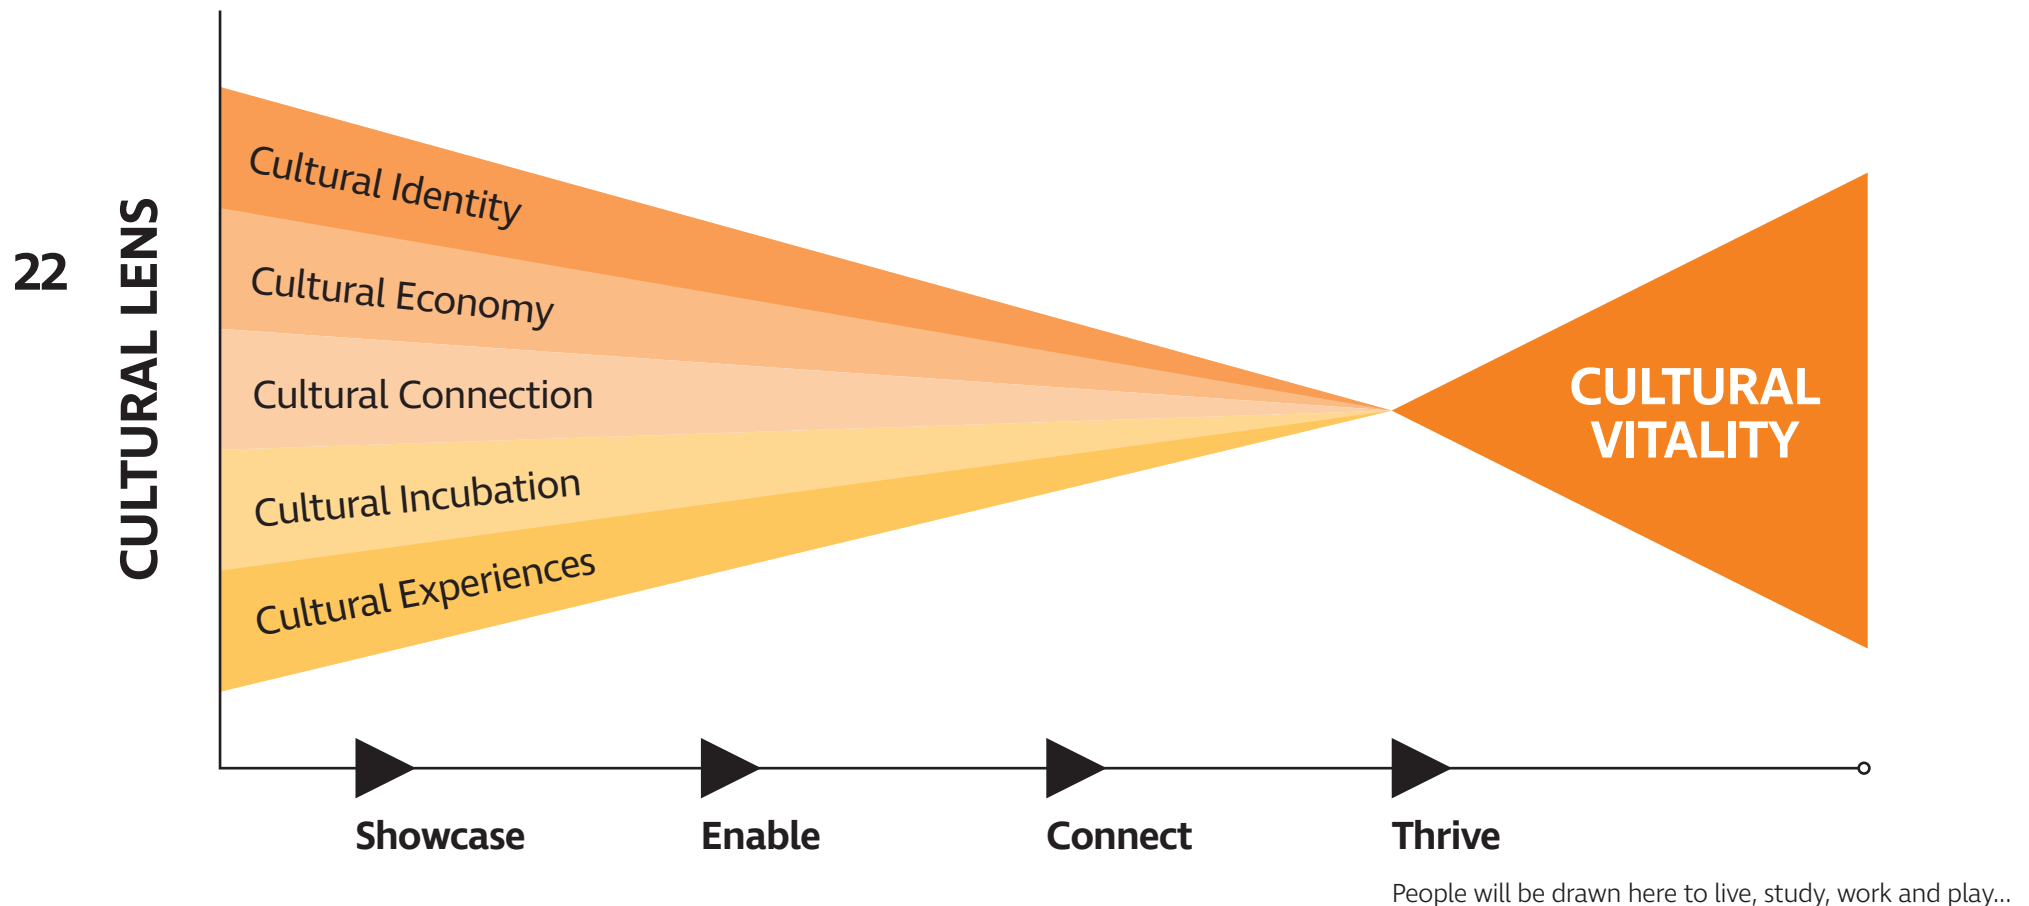 22
CULTURAL LENS
Cultural Identity
Cultural Economy
Cultural Connection
Cultural Incubation
Cultural Experiences
CULTURAL
VITALITY
Showcase
Enable
Connect
Thrive
People will be drawn here to live, study, work and play...